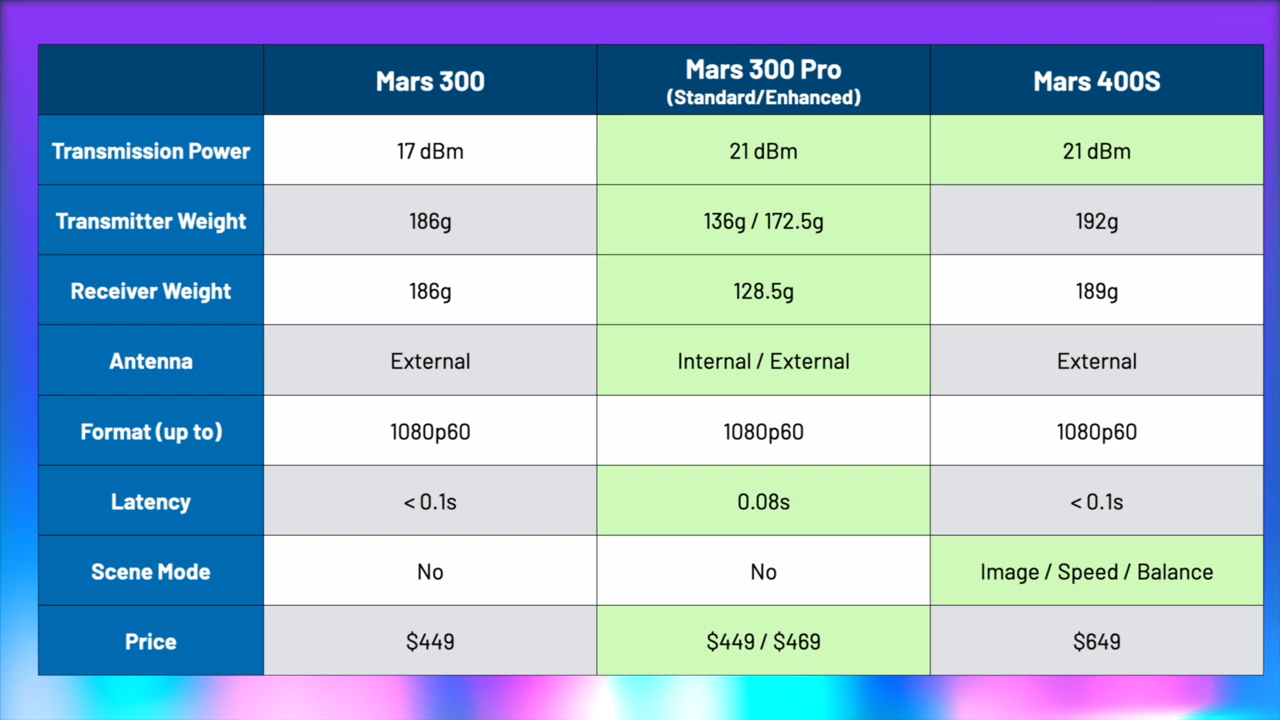 Mars 300
Mars 300 Pro
(Standard/Enhanced)
Mars 400S
Transmission Power
17 dBm
21 dBm
21 dBm
Transmitter Weight
186g
136g / 172.5g
192g
Receiver Weight
186g
128.5g
189g
Antenna
External
Internal / External
External
Format (up to)
1080p60
1080p60
1080p60
Latency
< 0.1s
0.08s
< 0.1s
Scene Mode
No
No
Image / Speed / Balance
Price
$449
$449 / $469
$649